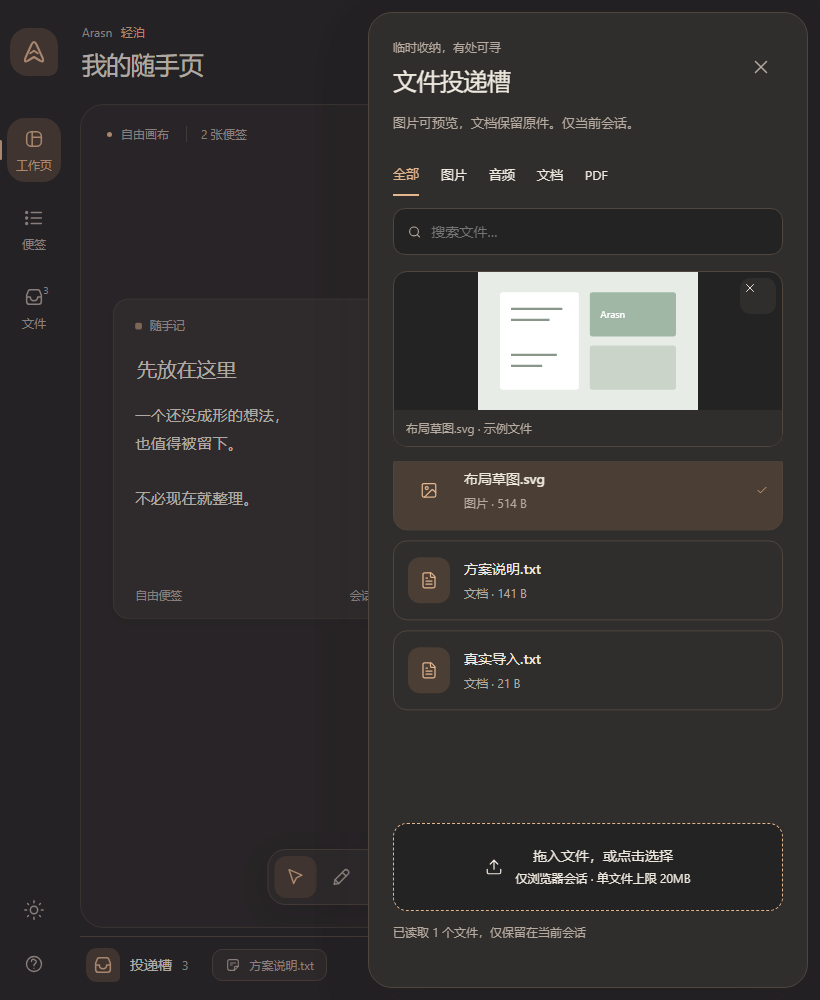 Arasn 轻泊
我的随手页
工作页
便签
3
文件
自由画布
2 张便签
随手记
先放在这里
一个还没成形的想法，
也值得被留下。
不必现在就整理。
自由便签
会话
投递槽 3
方案说明.txt
临时收纳，有处可寻
文件投递槽
图片可预览，文档保留原件。仅当前会话。
全部 图片 音频 文档 PDF
搜索文件...
Arasn
布局草图.svg · 示例文件
布局草图.svg
图片 · 514 B
方案说明.txt
文档 · 141 B
真实导入.txt
文档 · 21 B
拖入文件，或点击选择
仅浏览器会话 · 单文件上限 20MB
已读取 1 个文件，仅保留在当前会话